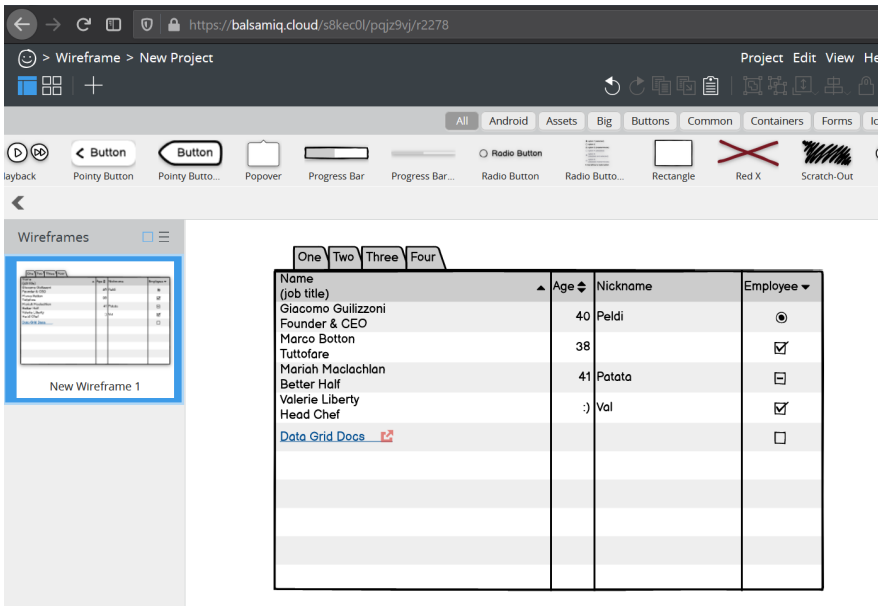 https://balsamiq.cloud/s8kec0l/pqjz9vj/r2278
> Wireframe > New Project
Project Edit View He
All Android Assets Big Buttons Common Containers Forms Ic
Button Button Radio Button
layback Pointy Button Pointy Butto... Popover Progress Bar Progress Bar... Radio Button Radio Butto... Rectangle Red X Scratch-Out
Wireframes
New Wireframe 1
One Two Three Four
Name
(job title)
Age
Nickname
Employee
Giacomo Guilizzoni
Founder & CEO
40 Peldi
Marco Botton
Tuttofare
38
Mariah Maclachlan
Better Half
41 Patata
Valerie Liberty
Head Chef
:) Val
Data Grid Docs